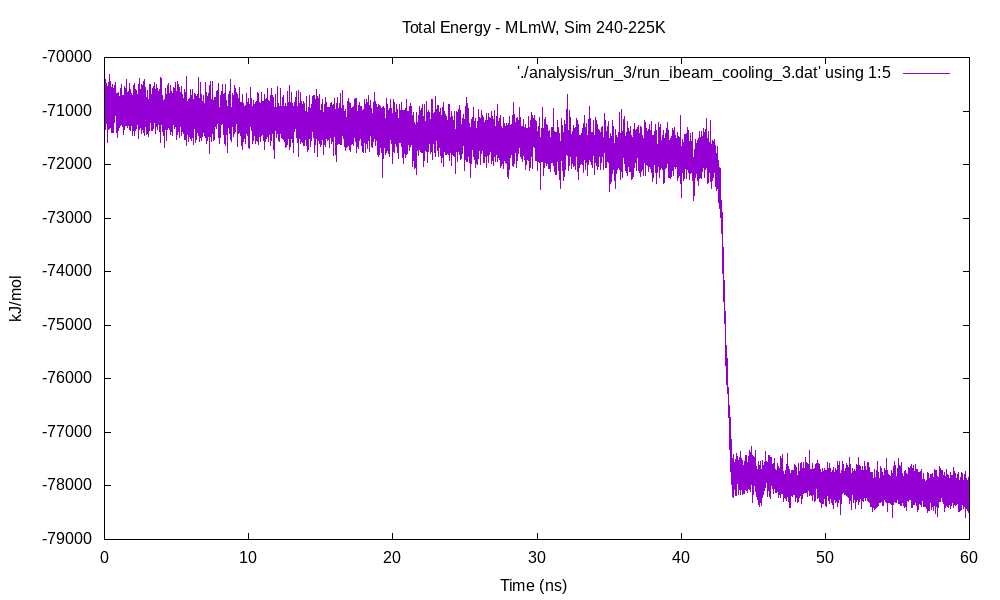 Total Energy - MLmW, Sim 240-225K
'./analysis/run_3/run_ibeam_cooling_3.dat' using 1:5
-70000
-71000
-72000
-73000
-74000
-75000
-76000
-77000
-78000
-79000
kJ/mol
0 10 20 30 40 50 60
Time (ns)